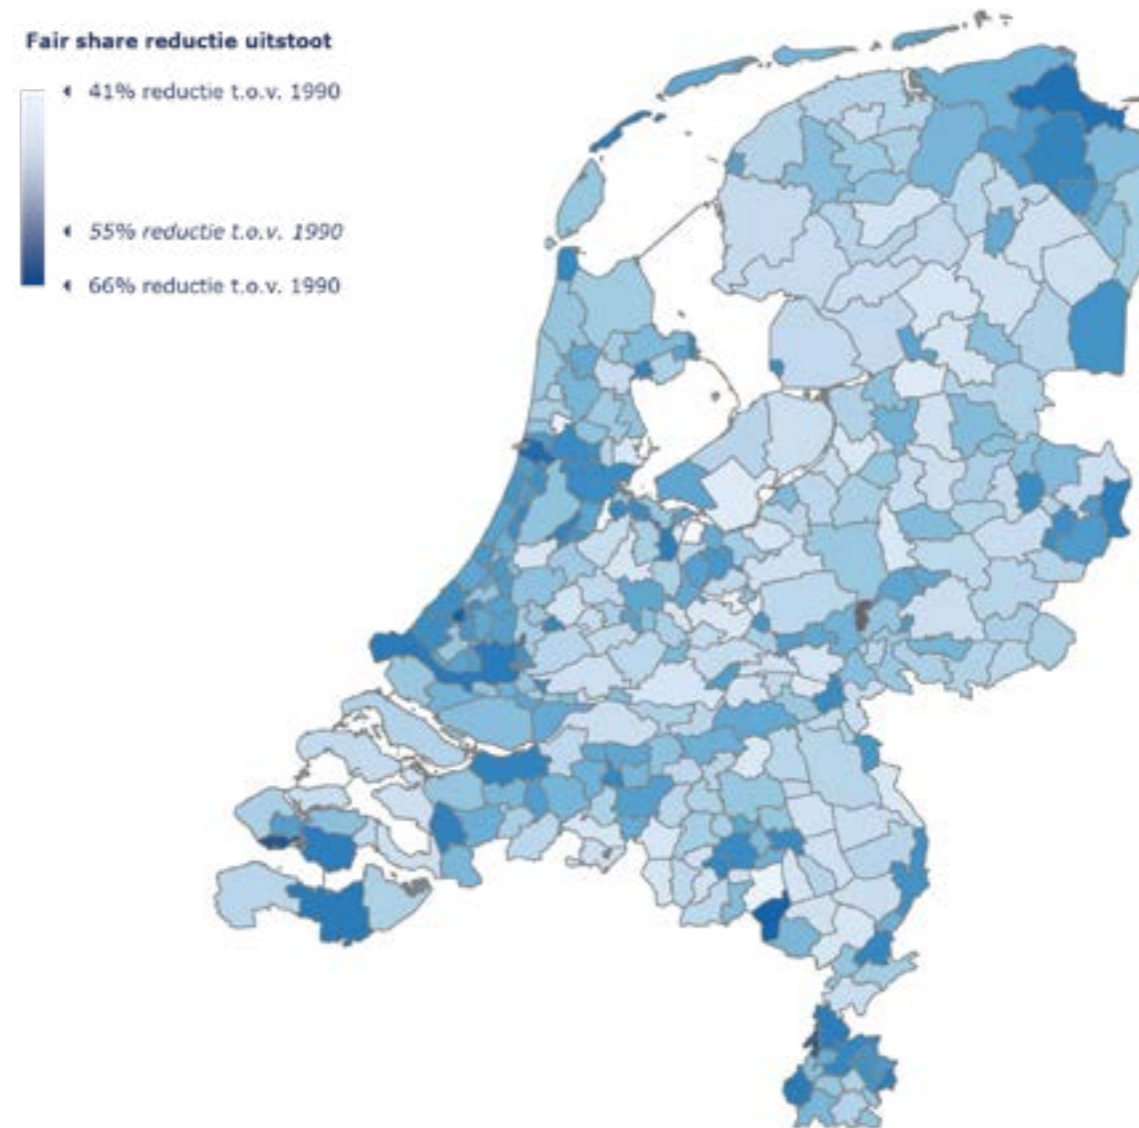 Fair share reductie uitstoot
41% reductie t.o.v. 1990
55% reductie t.o.v. 1990
66% reductie t.o.v. 1990